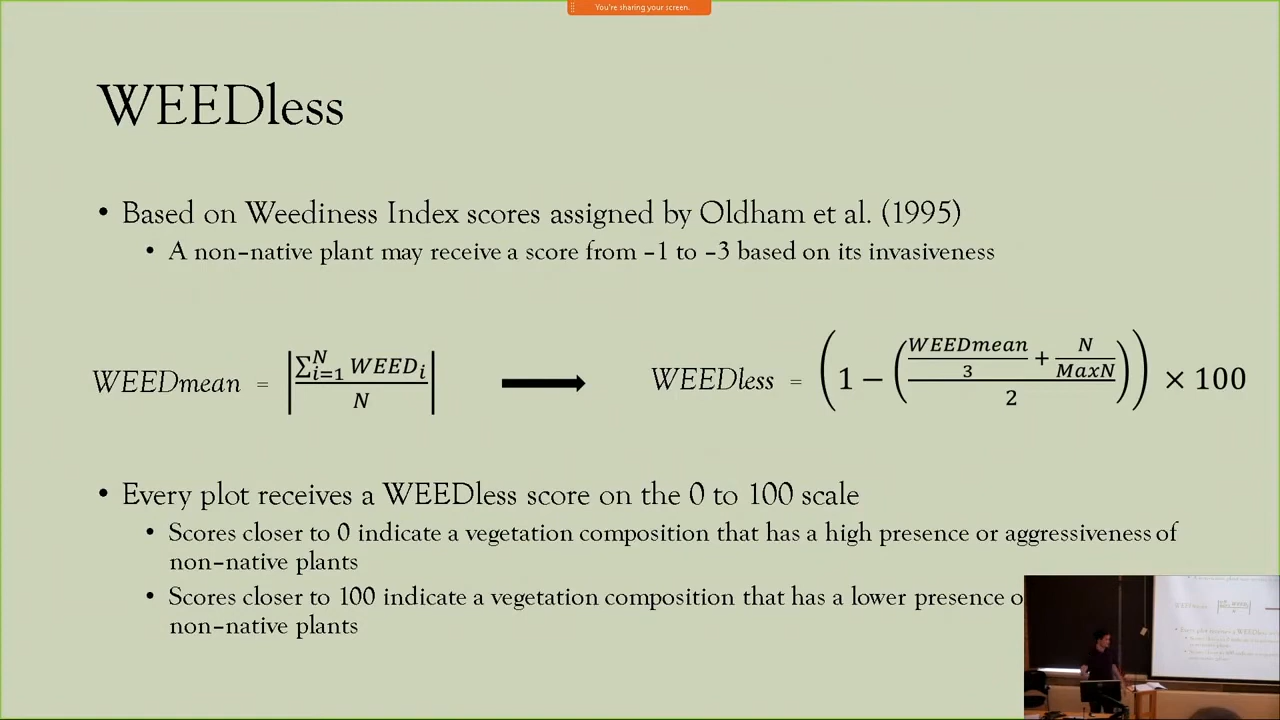 You're sharing your screen.
WEEDless
• Based on Weediness Index scores assigned by Oldham et al. (1995)
• A non-native plant may receive a score from -1 to -3 based on its invasiveness
WEEDmean = |∑_{i=1}^{N} WEED_i / N| → WEEDless = (1 − ((WEEDmean/3 + N/MaxN) / 2)) × 100
• Every plot receives a WEEDless score on the 0 to 100 scale
• Scores closer to 0 indicate a vegetation composition that has a high presence or aggressiveness of
non-native plants
• Scores closer to 100 indicate a vegetation composition that has a lower presence
non-native plants